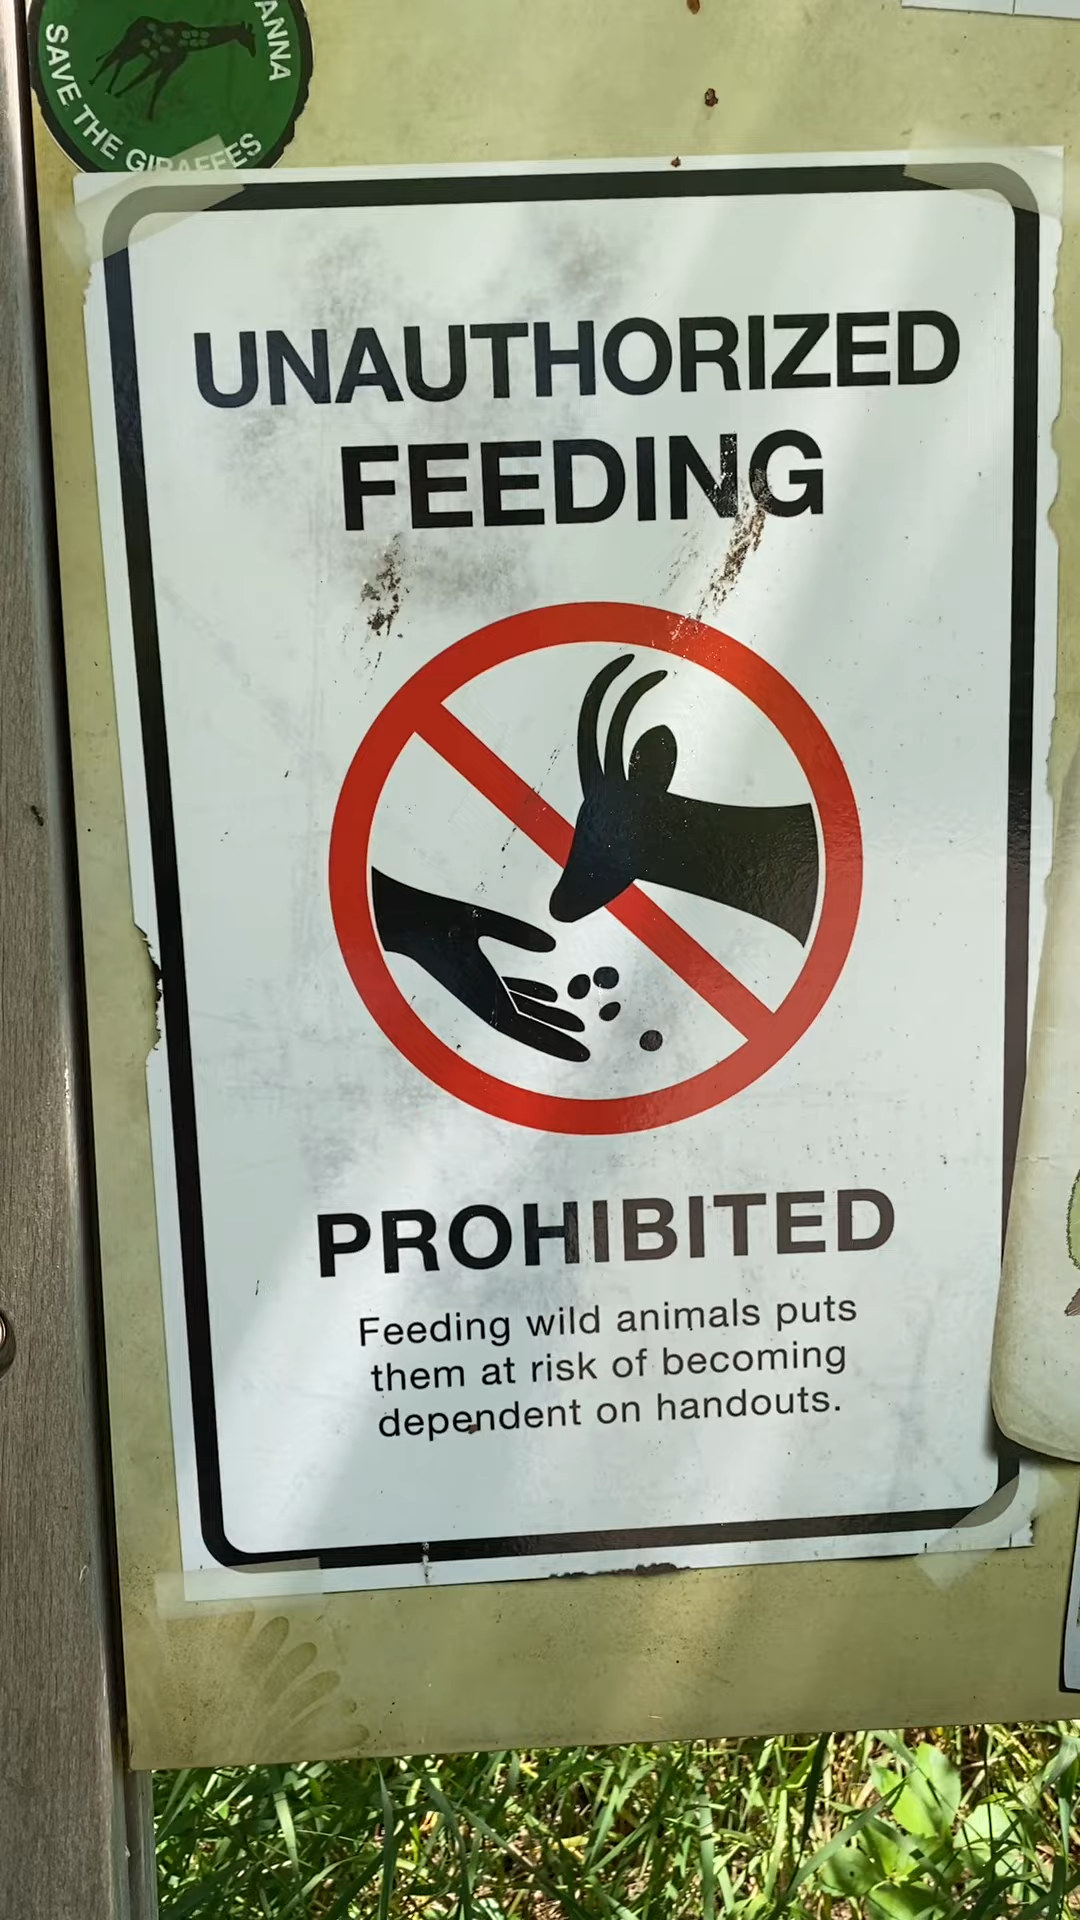 ANNA
SAVE THE GIRAFFES
UNAUTHORIZED
FEEDING
PROHIBITED
Feeding wild animals puts
them at risk of becoming
dependent on handouts.